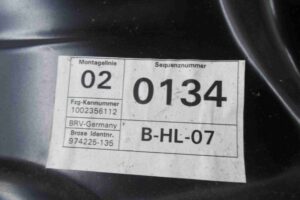 Montagelinie Sequenznummer
02 0134
Fzg-Kennummer
1002356112
BRV-Germany
Brose Identnr.
974225-135
B-HL-07